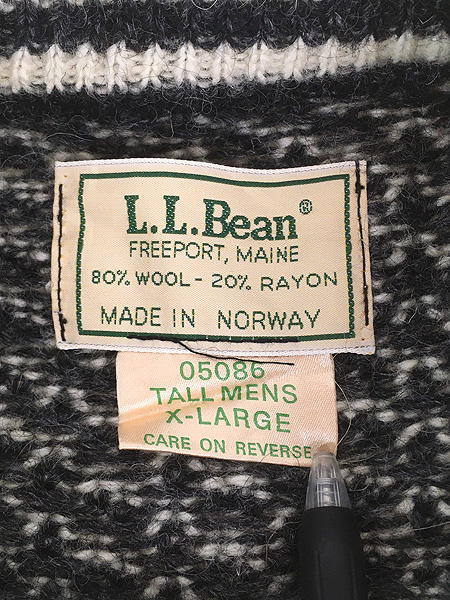 L.L.Bean®
FREEPORT, MAINE
80% WOOL - 20% RAYON
MADE IN NORWAY
05086
TALL MENS
X-LARGE
CARE ON REVERSE